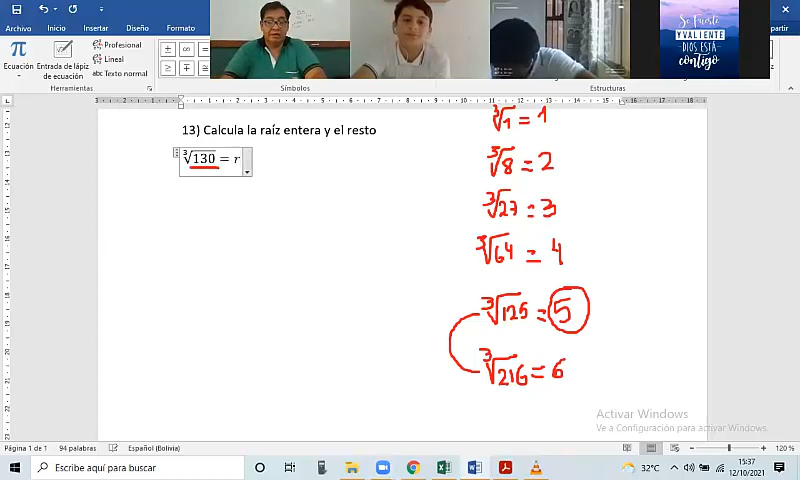 Archivo
Inicio
Insertar
Diseño
Formato
Se Fuerte
Y VALIENTE
DIOS ESTÁ
contigo
π
Ecuación
Entrada de lápiz
de ecuación
Profesional
Lineal
abc Texto normal
± ∞ =
≥ ∓
Herramientas
Símbolos
Estructuras
13) Calcula la raíz entera y el resto
∛130 = r
∛1 = 1
∛8 = 2
∛27 = 3
∛64 = 4
∛125 = 5
∛216 = 6
Activar Windows
Ve a Configuración para activar Windows.
Página 1 de 1 94 palabras Español (Bolivia) 120 %
Escribe aquí para buscar
32°C
15:37
12/10/2021